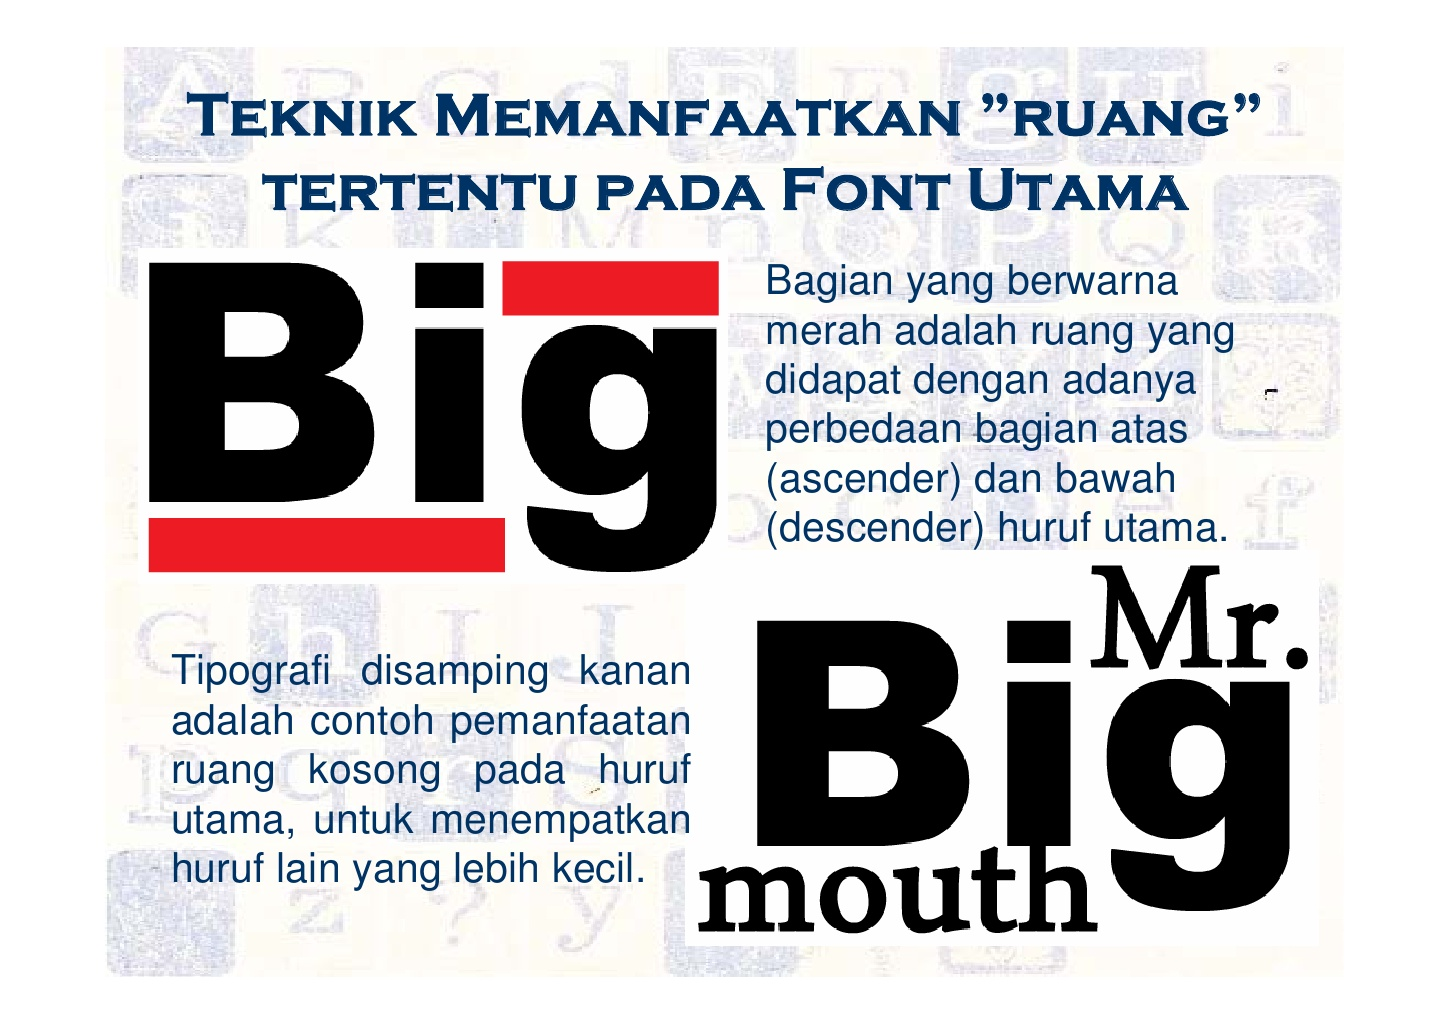 Teknik Memanfaatkan ”ruang”
tertentu pada Font Utama
Big
Bagian yang berwarna
merah adalah ruang yang
didapat dengan adanya
perbedaan bagian atas
(ascender) dan bawah
(descender) huruf utama.
Tipografi disamping kanan
adalah contoh pemanfaatan
ruang kosong pada huruf
utama, untuk menempatkan
huruf lain yang lebih kecil.
Mr.
Big
mouth